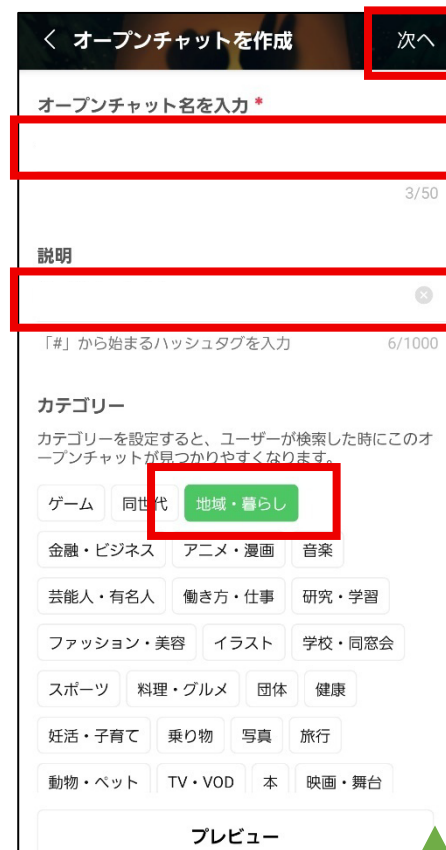 オープンチャットを作成 次へ
オープンチャット名を入力 *
3/50
説明
「#」から始まるハッシュタグを入力 6/1000
カテゴリー
カテゴリーを設定すると、ユーザーが検索した時にこのオ
ープンチャットが見つかりやすくなります。
ゲーム 同世代 地域・暮らし
金融・ビジネス アニメ・漫画 音楽
芸能人・有名人 働き方・仕事 研究・学習
ファッション・美容 イラスト 学校・同窓会
スポーツ 料理・グルメ 団体 健康
妊活・子育て 乗り物 写真 旅行
動物・ペット TV・VOD 本 映画・舞台
プレビュー